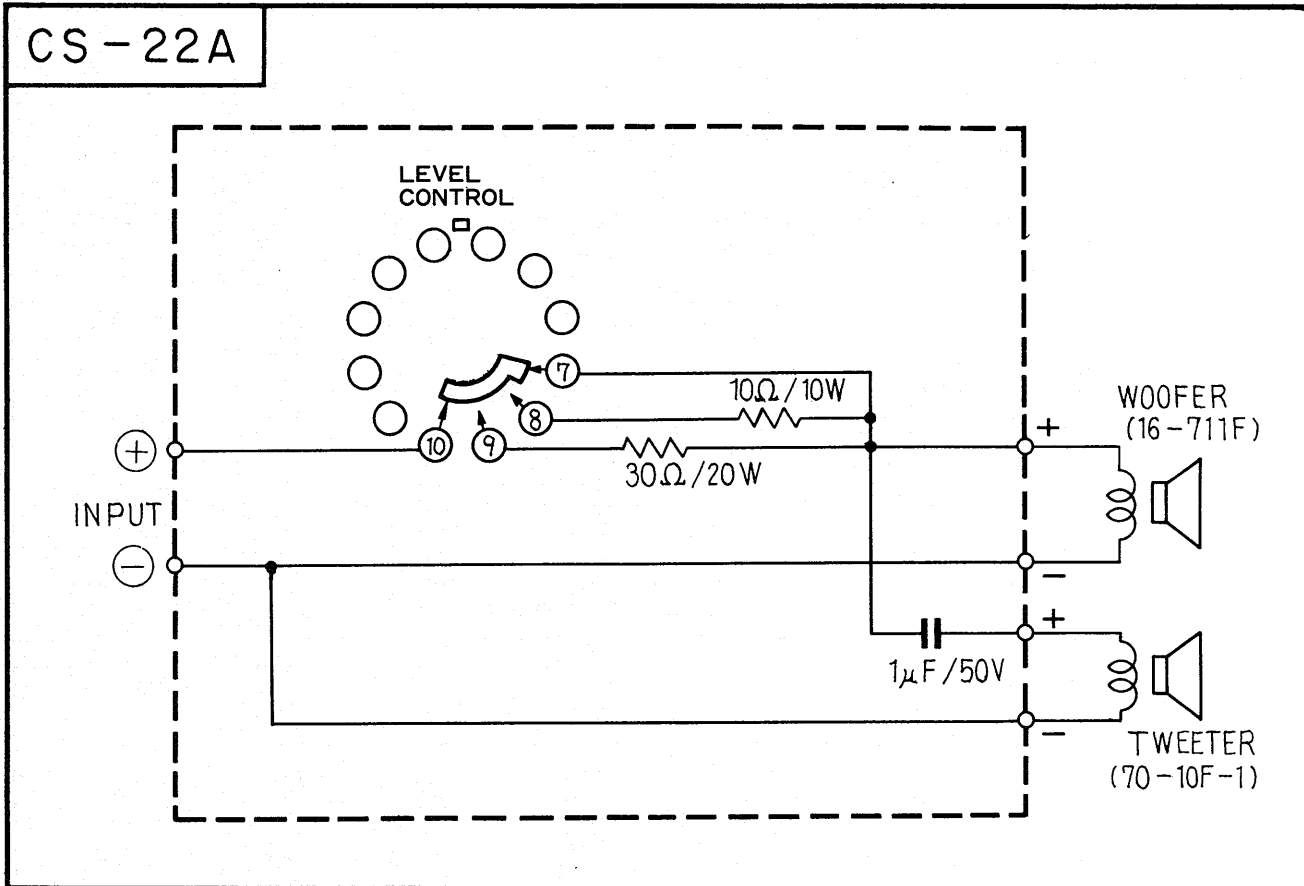 CS-22A
LEVEL
CONTROL
7
8
9
10
10Ω/10W
30Ω/20W
+
INPUT
−
WOOFER
(16-711F)
+
−
1μF/50V
+
−
TWEETER
(70-10F-1)